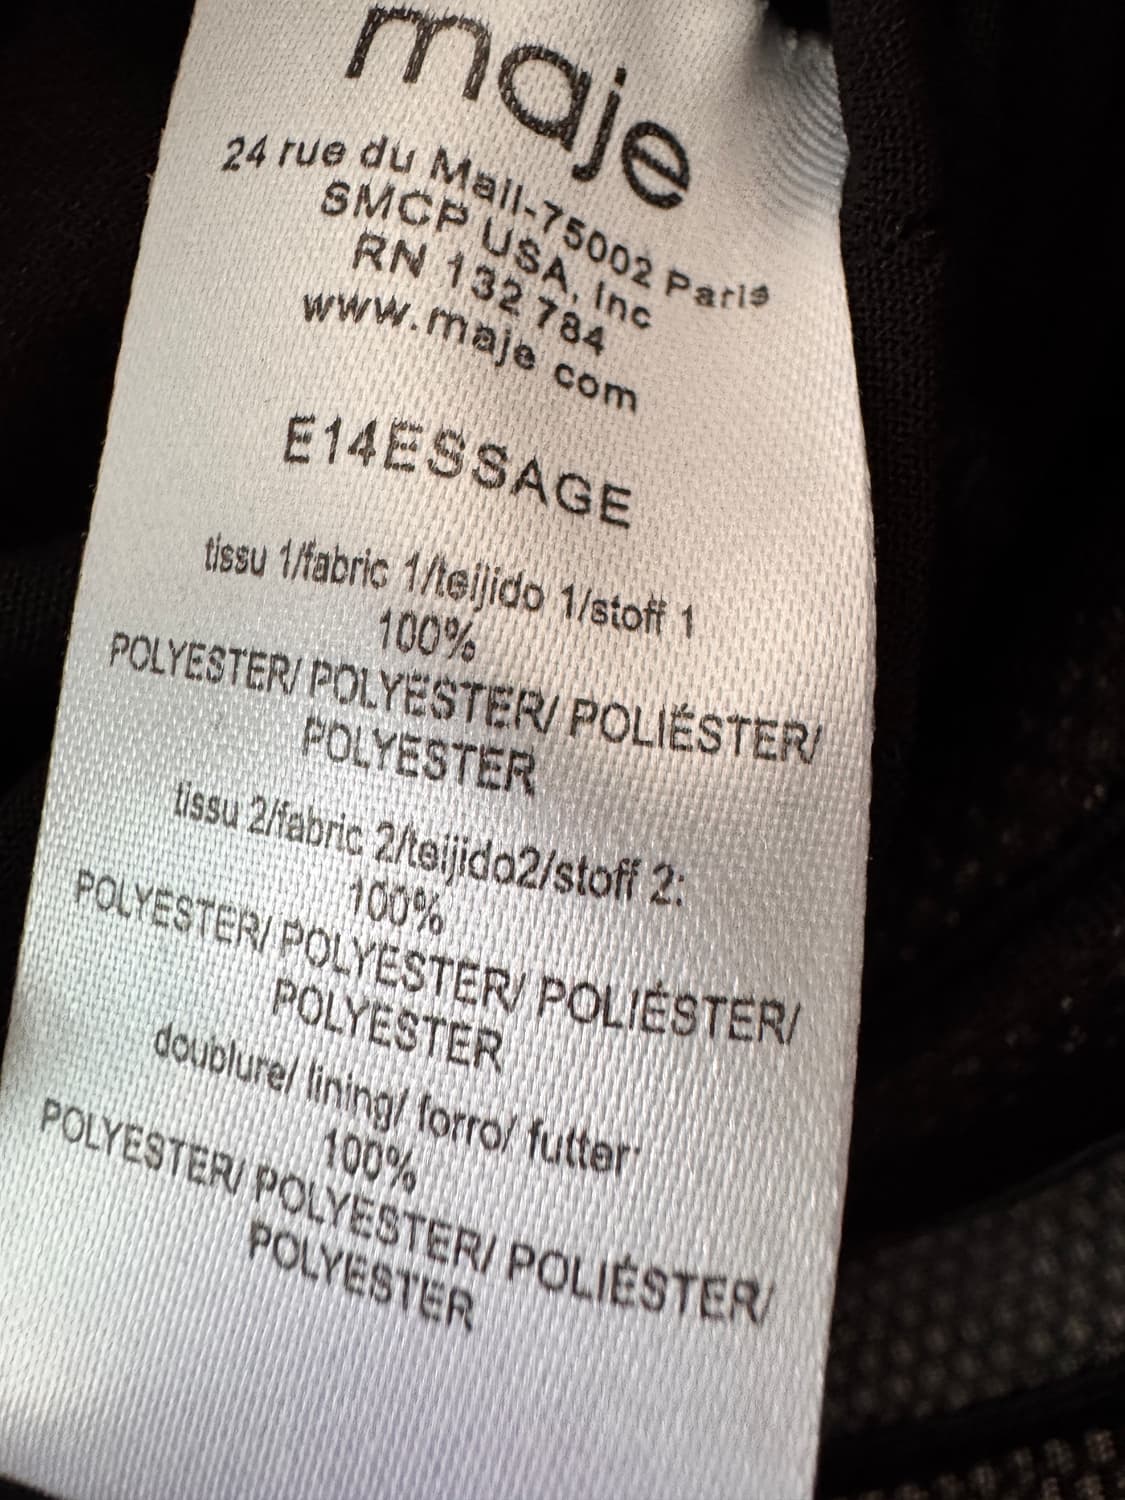 maje
24 rue du Mail-75002 Paris
SMCP USA, Inc
RN 132 784
www.maje com
E14ESSAGE
tissu 1/fabric 1/teijido 1/stoff 1
100%
POLYESTER/ POLYESTER/ POLIÉSTER/
POLYESTER
tissu 2/fabric 2/teijido2/stoff 2:
100%
POLYESTER/ POLYESTER/ POLIÉSTER/
POLYESTER
doublure/ lining/ forro/ futter
100%
POLYESTER/ POLYESTER/ POLIÉSTER/
POLYESTER